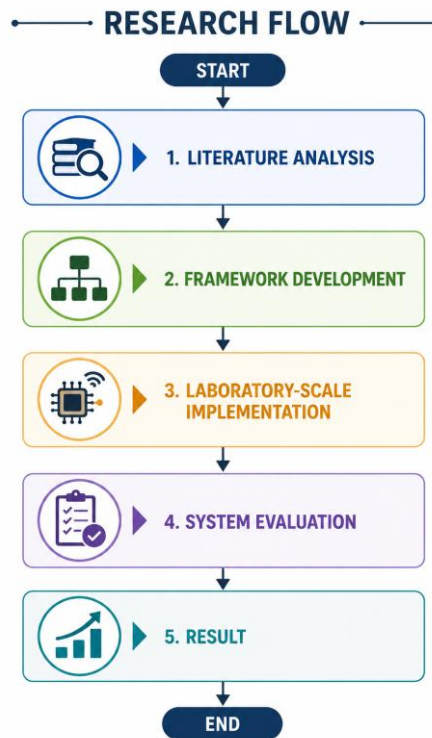 RESEARCH FLOW
START
1. LITERATURE ANALYSIS
2. FRAMEWORK DEVELOPMENT
3. LABORATORY-SCALE
IMPLEMENTATION
4. SYSTEM EVALUATION
5. RESULT
END